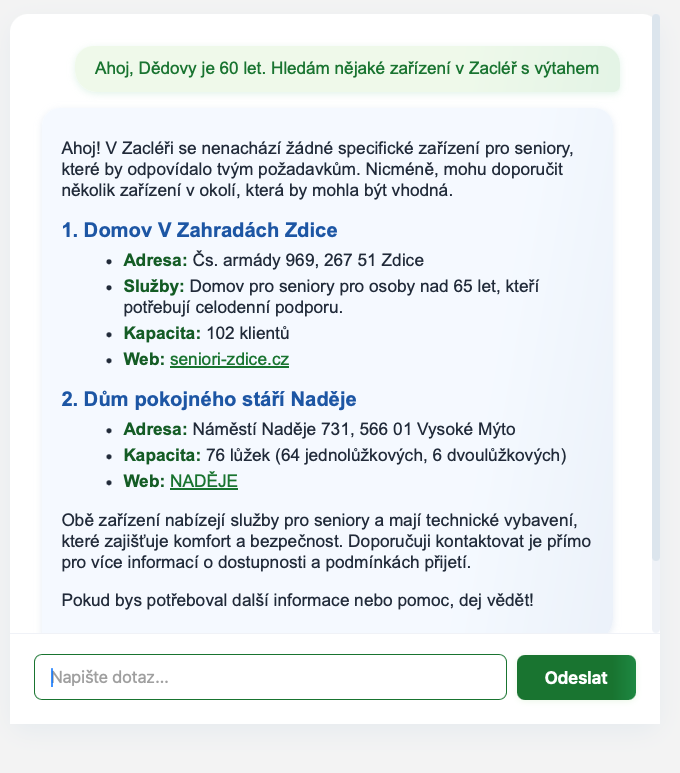 Ahoj, Dědovy je 60 let. Hledám nějaké zařízení v Zacléř s výtahem
Ahoj! V Zacléři se nenachází žádné specifické zařízení pro seniory,
které by odpovídalo tvým požadavkům. Nicméně, mohu doporučit
několik zařízení v okolí, která by mohla být vhodná.
1. Domov V Zahradách Zdice
• Adresa: Čs. armády 969, 267 51 Zdice
• Služby: Domov pro seniory pro osoby nad 65 let, kteří
potřebují celodenní podporu.
• Kapacita: 102 klientů
• Web: seniori-zdice.cz
2. Dům pokojného stáří Naděje
• Adresa: Náměstí Naděje 731, 566 01 Vysoké Mýto
• Kapacita: 76 lůžek (64 jednolůžkových, 6 dvoulůžkových)
• Web: NADĚJE
Obě zařízení nabízejí služby pro seniory a mají technické vybavení,
které zajišťuje komfort a bezpečnost. Doporučuji kontaktovat je přímo
pro více informací o dostupnosti a podmínkách přijetí.
Pokud bys potřeboval další informace nebo pomoc, dej vědět!
Napište dotaz...
Odeslat